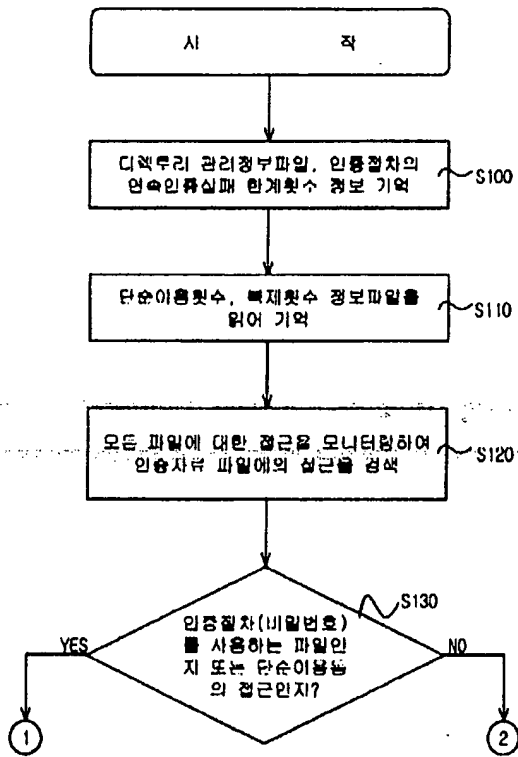 시 작
디렉토리 관리정보파일, 인증절차의
연속인증실패 한계횟수 정보 기억
S100
단순이용횟수, 복제횟수 정보파일을
읽어 기억
S110
모든 파일에 대한 접근을 모니터링하여
인증자료 파일에의 접근을 검색
S120
인증절차(비밀번호)
를 사용하는 파일인
지 또는 단순이용등
의 접근인지?
S130
YES
NO
1
2